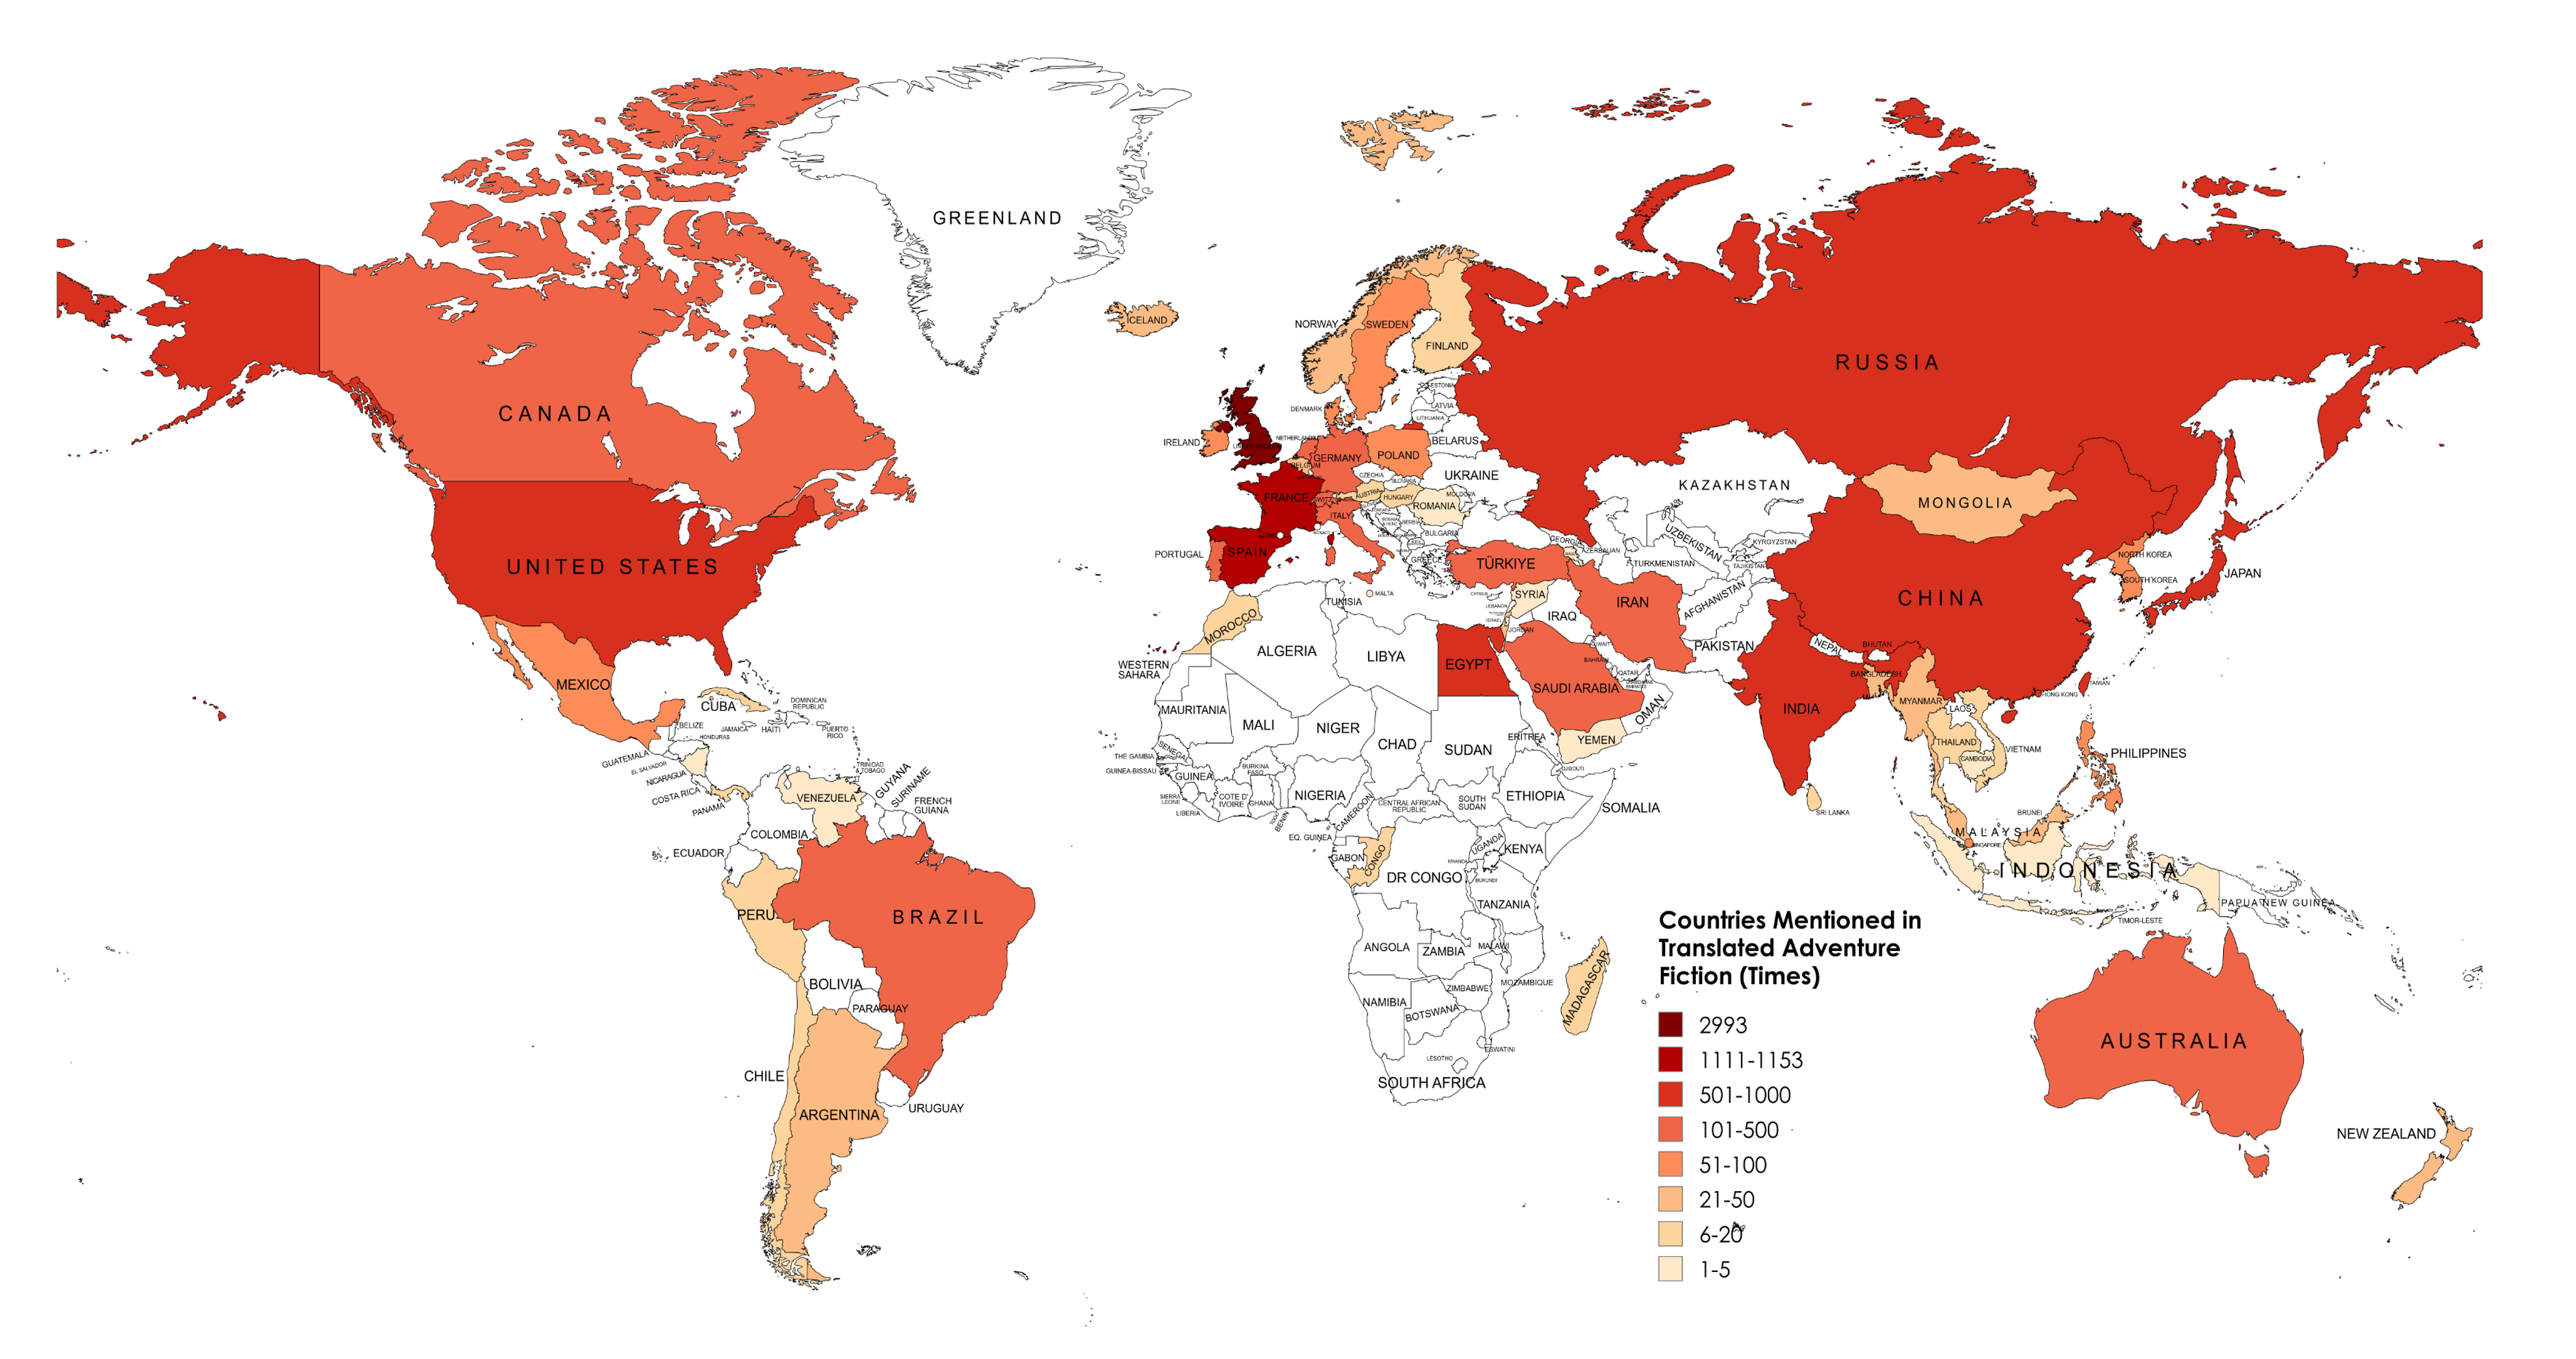 GREENLAND
ICELAND
NORWAY
SWEDEN
FINLAND
RUSSIA
CANADA
ESTONIA
LATVIA
LITHUANIA
DENMARK
IRELAND
NETHERLANDS
BELARUS
GERMANY
POLAND
BELGIUM
UKRAINE
CZECHIA
SLOVAKIA
KAZAKHSTAN
MONGOLIA
FRANCE
AUSTRIA
HUNGARY
MOLDOVA
ROMANIA
ITALY
SERBIA
BULGARIA
UNITED STATES
PORTUGAL
SPAIN
GREECE
TÜRKIYE
GEORGIA
AZERBAIJAN
UZBEKISTAN
KYRGYZSTAN
TURKMENISTAN
TAJIKISTAN
NORTH KOREA
SOUTH KOREA
JAPAN
CHINA
TUNISIA
MALTA
CYPRUS
SYRIA
LEBANON
IRAQ
IRAN
AFGHANISTAN
ISRAEL
JORDAN
MOROCCO
ALGERIA
LIBYA
EGYPT
KUWAIT
PAKISTAN
NEPAL
BHUTAN
WESTERN
SAHARA
BAHRAIN
QATAR
SAUDI ARABIA
OMAN
BANGLADESH
INDIA
MYANMAR
LAOS
HONG KONG
TAIWAN
MEXICO
CUBA
DOMINICAN
REPUBLIC
BELIZE
JAMAICA
HAITI
PUERTO
RICO
HONDURAS
GUATEMALA
EL SALVADOR
NICARAGUA
COSTA RICA
PANAMA
TRINIDAD
& TOBAGO
MAURITANIA
MALI
NIGER
CHAD
SUDAN
ERITREA
YEMEN
THAILAND
VIETNAM
CAMBODIA
PHILIPPINES
SENEGAL
THE GAMBIA
GUINEA-BISSAU
GUINEA
BURKINA
FASO
DJIBOUTI
SIERRA
LEONE
LIBERIA
COTE D'
IVOIRE
GHANA
TOGO
BENIN
NIGERIA
CAMEROON
CENTRAL AFRICAN
REPUBLIC
SOUTH
SUDAN
ETHIOPIA
SOMALIA
SRI LANKA
VENEZUELA
GUYANA
SURINAME
FRENCH
GUIANA
COLOMBIA
ECUADOR
EQ. GUINEA
GABON
CONGO
DR CONGO
UGANDA
KENYA
RWANDA
BURUNDI
TANZANIA
BRUNEI
MALAYSIA
SINGAPORE
INDONESIA
PAPUA NEW GUINEA
TIMOR-LESTE
PERU
BRAZIL
BOLIVIA
PARAGUAY
CHILE
ARGENTINA
URUGUAY
ANGOLA
ZAMBIA
MALAWI
MOZAMBIQUE
ZIMBABWE
NAMIBIA
BOTSWANA
MADAGASCAR
ESWATINI
LESOTHO
SOUTH AFRICA
AUSTRALIA
NEW ZEALAND
Countries Mentioned in
Translated Adventure
Fiction (Times)
2993
1111-1153
501-1000
101-500
51-100
21-50
6-20
1-5